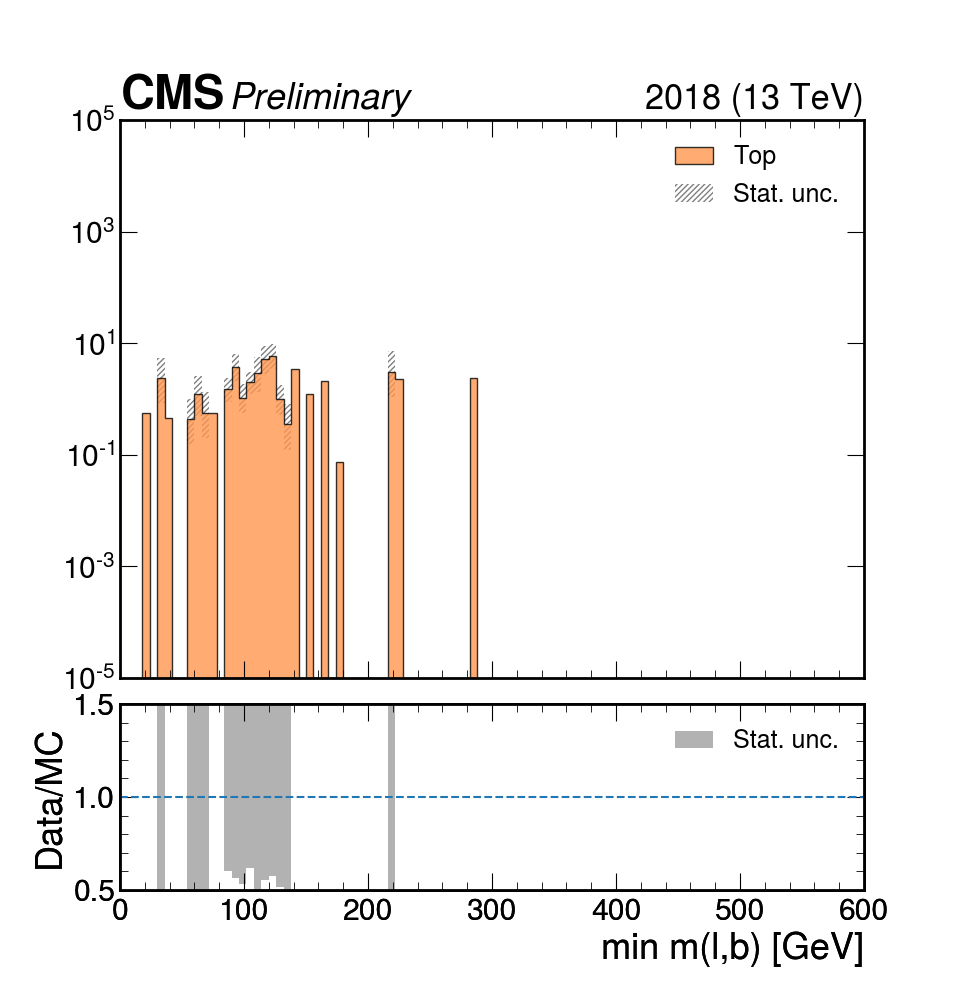 CMS Preliminary 2018 (13 TeV)
10^5
Top
Stat. unc.
10^3
10^1
10^-1
10^-3
10^-5
1.5
Stat. unc.
Data/MC
1.0
0.5
0 100 200 300 400 500 600
min m(l,b) [GeV]